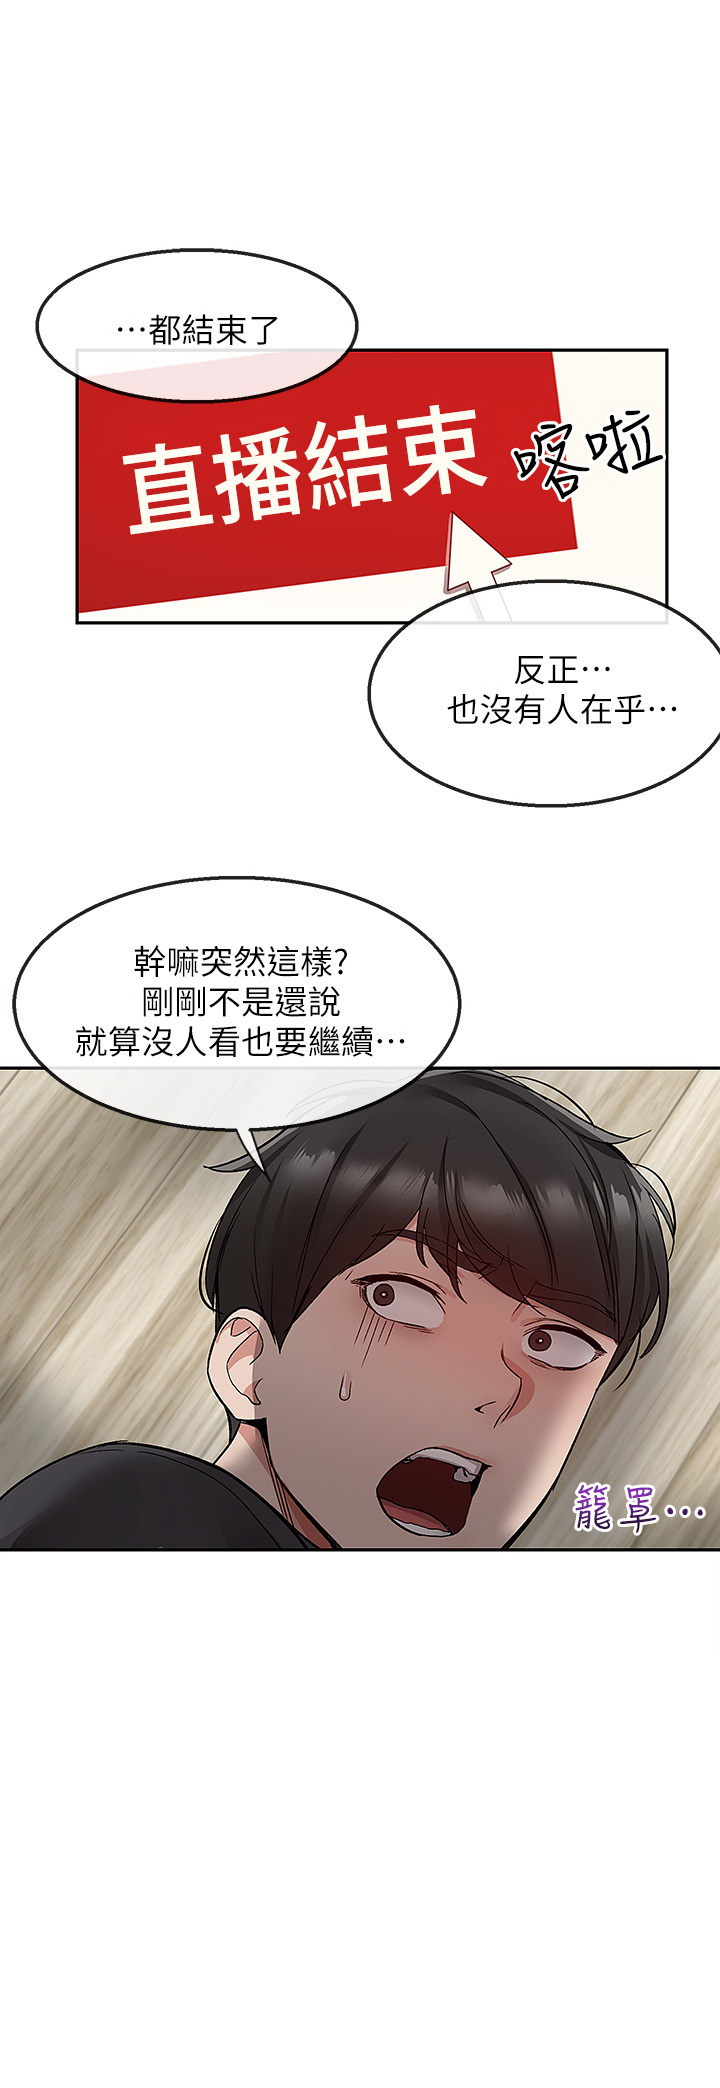 ⋯都結束了
直播結束
喀啦
反正⋯
也沒有人在乎⋯
幹嘛突然這樣?
剛剛不是還說
就算沒人看也要繼續⋯
籠罩⋯